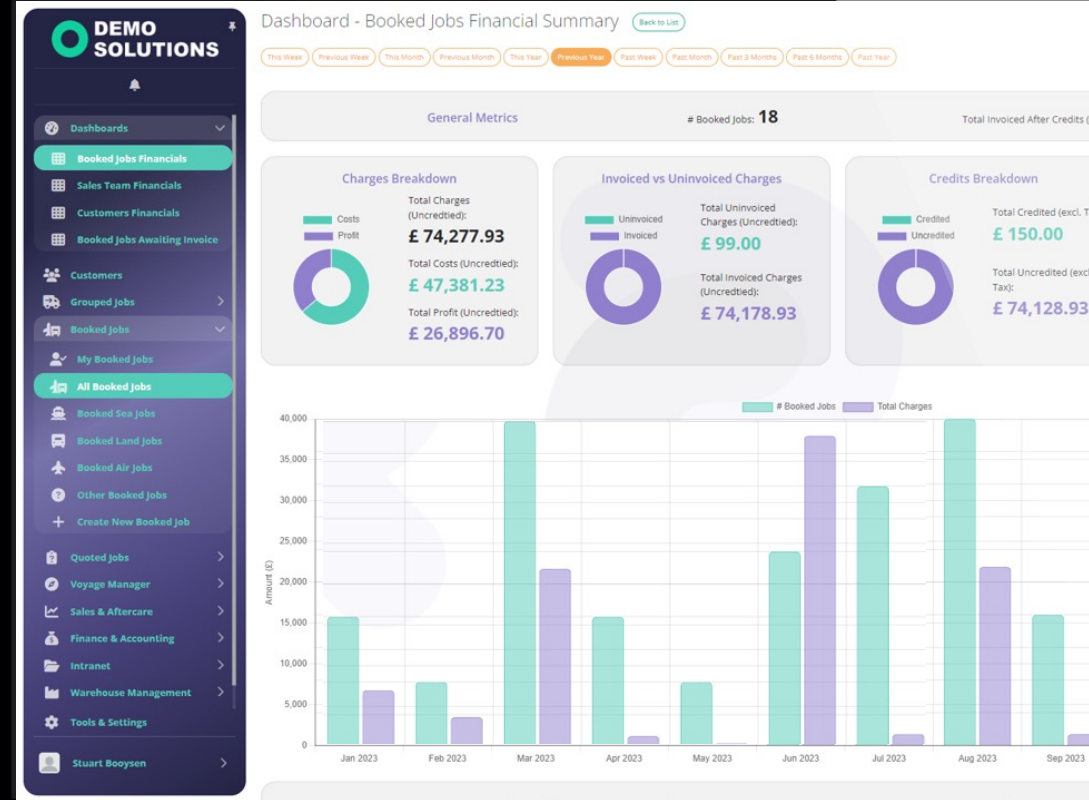 DEMO
SOLUTIONS
Dashboards
Booked Jobs Financials
Sales Team Financials
Customers Financials
Booked Jobs Awaiting Invoice
Customers
Grouped Jobs
Booked Jobs
My Booked Jobs
All Booked Jobs
Booked Sea Jobs
Booked Land Jobs
Booked Air Jobs
Other Booked Jobs
Create New Booked Job
Quoted Jobs
Voyage Manager
Sales & Aftercare
Finance & Accounting
Intranet
Warehouse Management
Tools & Settings
Stuart Booysen
Dashboard - Booked Jobs Financial Summary Back to List
This Week Previous Week This Month Previous Month This Year Previous Year Past Week Past Month Past 3 Months Past 6 Months Past Year
General Metrics # Booked Jobs: 18 Total Invoiced After Credits (
Charges Breakdown
Costs
Profit
Total Charges
(Uncredtied):
£ 74,277.93
Total Costs (Uncredtied):
£ 47,381.23
Total Profit (Uncredtied):
£ 26,896.70
Invoiced vs Uninvoiced Charges
Uninvoiced
Invoiced
Total Uninvoiced
Charges (Uncredtied):
£ 99.00
Total Invoiced Charges
(Uncredtied):
£ 74,178.93
Credits Breakdown
Credited
Uncredited
Total Credited (excl. T
£ 150.00
Total Uncredited (excl
Tax):
£ 74,128.93
# Booked Jobs Total Charges
Amount (£)
40,000
35,000
30,000
25,000
20,000
15,000
10,000
5,000
0
Jan 2023 Feb 2023 Mar 2023 Apr 2023 May 2023 Jun 2023 Jul 2023 Aug 2023 Sep 2023